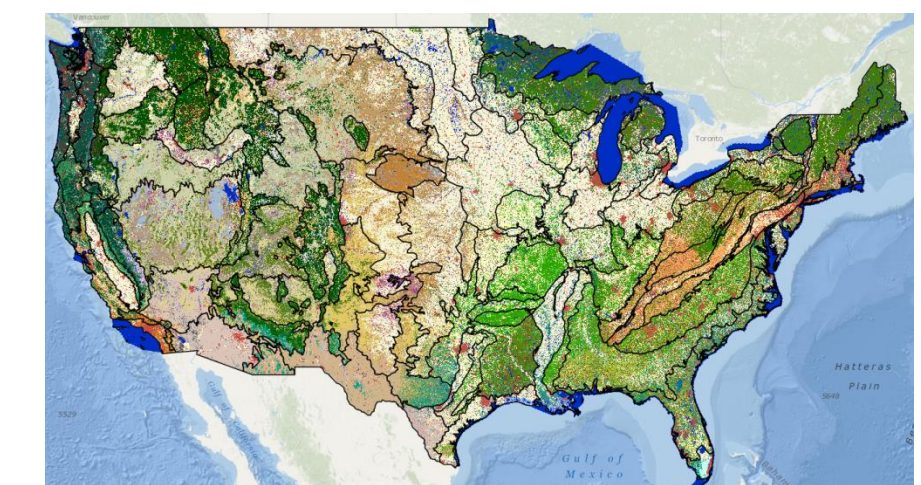 Vancouver
Toronto
Hatteras
Plain
5648
5529
Gulf of
Mexico